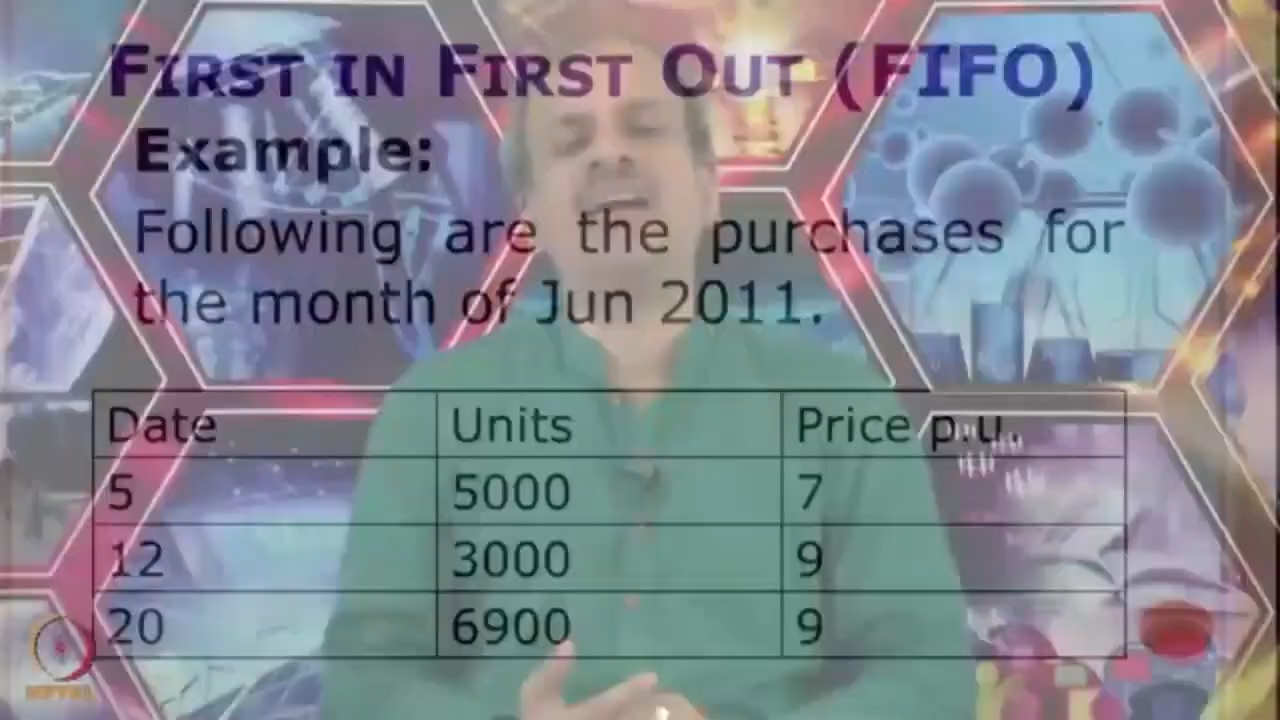 FIRST IN FIRST OUT (FIFO)
Example:
Following are the purchases for
the month of Jun 2011.
Date Units Price p.u.
5 5000 7
12 3000 9
20 6900 9
NPTEL